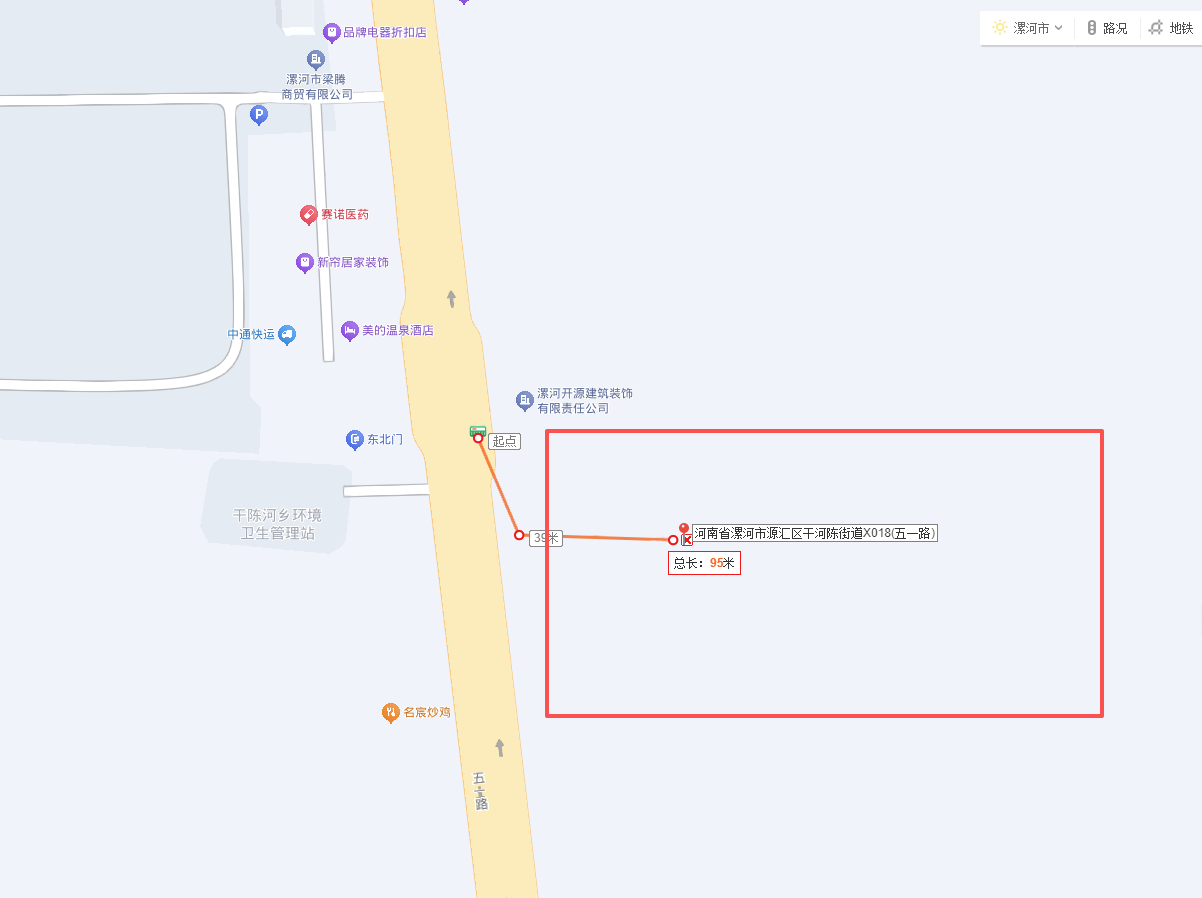 品牌电器折扣店
漯河市
路况
地铁
漯河市梁腾
商贸有限公司
P
赛诺医药
新帘居家装饰
中通快运
美的温泉酒店
漯河开源建筑装饰
有限责任公司
东北门
起点
干陈河乡环境
卫生管理站
39米
河南省漯河市源汇区干河陈街道X018(五一路)
总长：95米
名宸炒鸡
五一路